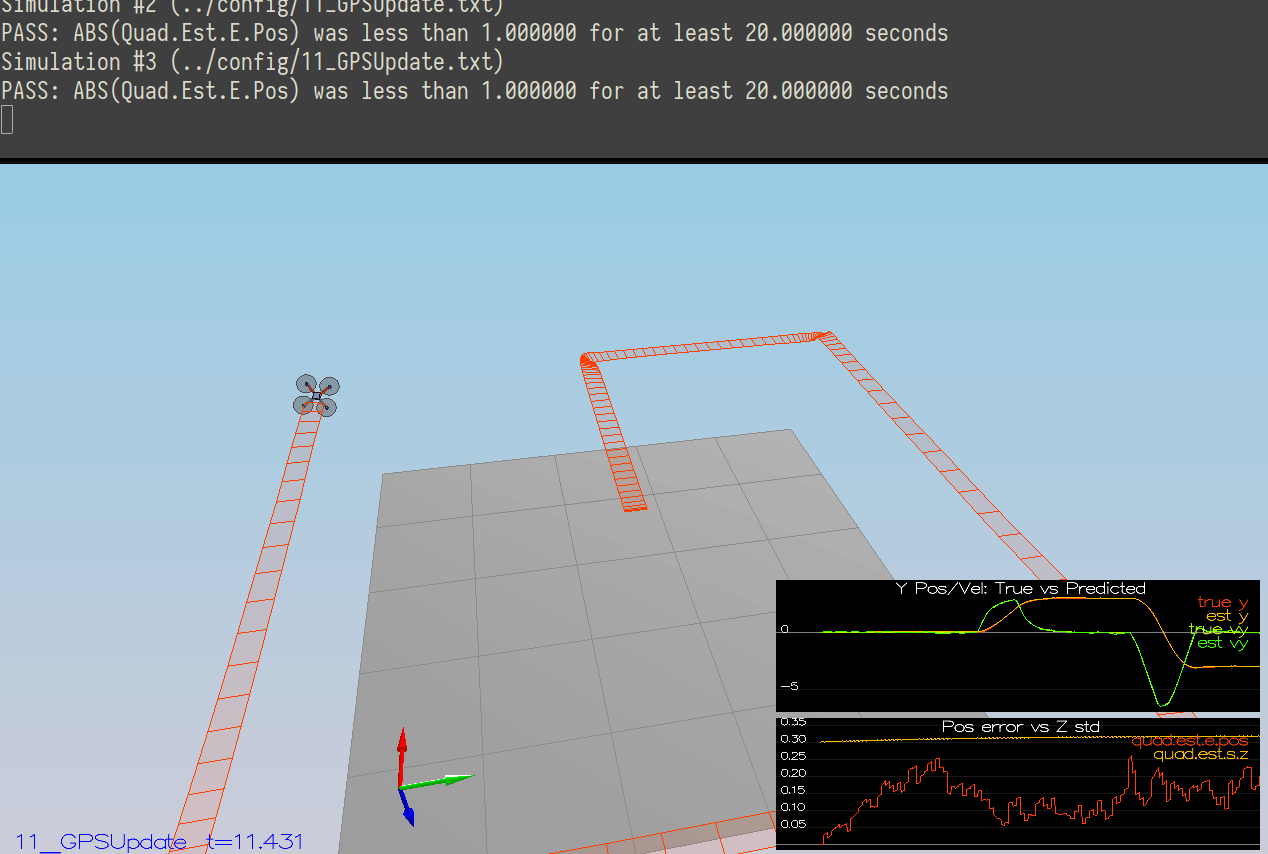 Simulation #2 (../config/11_GPSUpdate.txt)
PASS: ABS(Quad.Est.E.Pos) was less than 1.000000 for at least 20.000000 seconds
Simulation #3 (../config/11_GPSUpdate.txt)
PASS: ABS(Quad.Est.E.Pos) was less than 1.000000 for at least 20.000000 seconds
Y Pos/Vel: True vs Predicted
true y
est y
true vy
est vy
0
-5
Pos error vs Z std
quad.est.e.pos
quad.est.s.z
0.35
0.30
0.25
0.20
0.15
0.10
0.05
11_GPSUpdate t=11.431